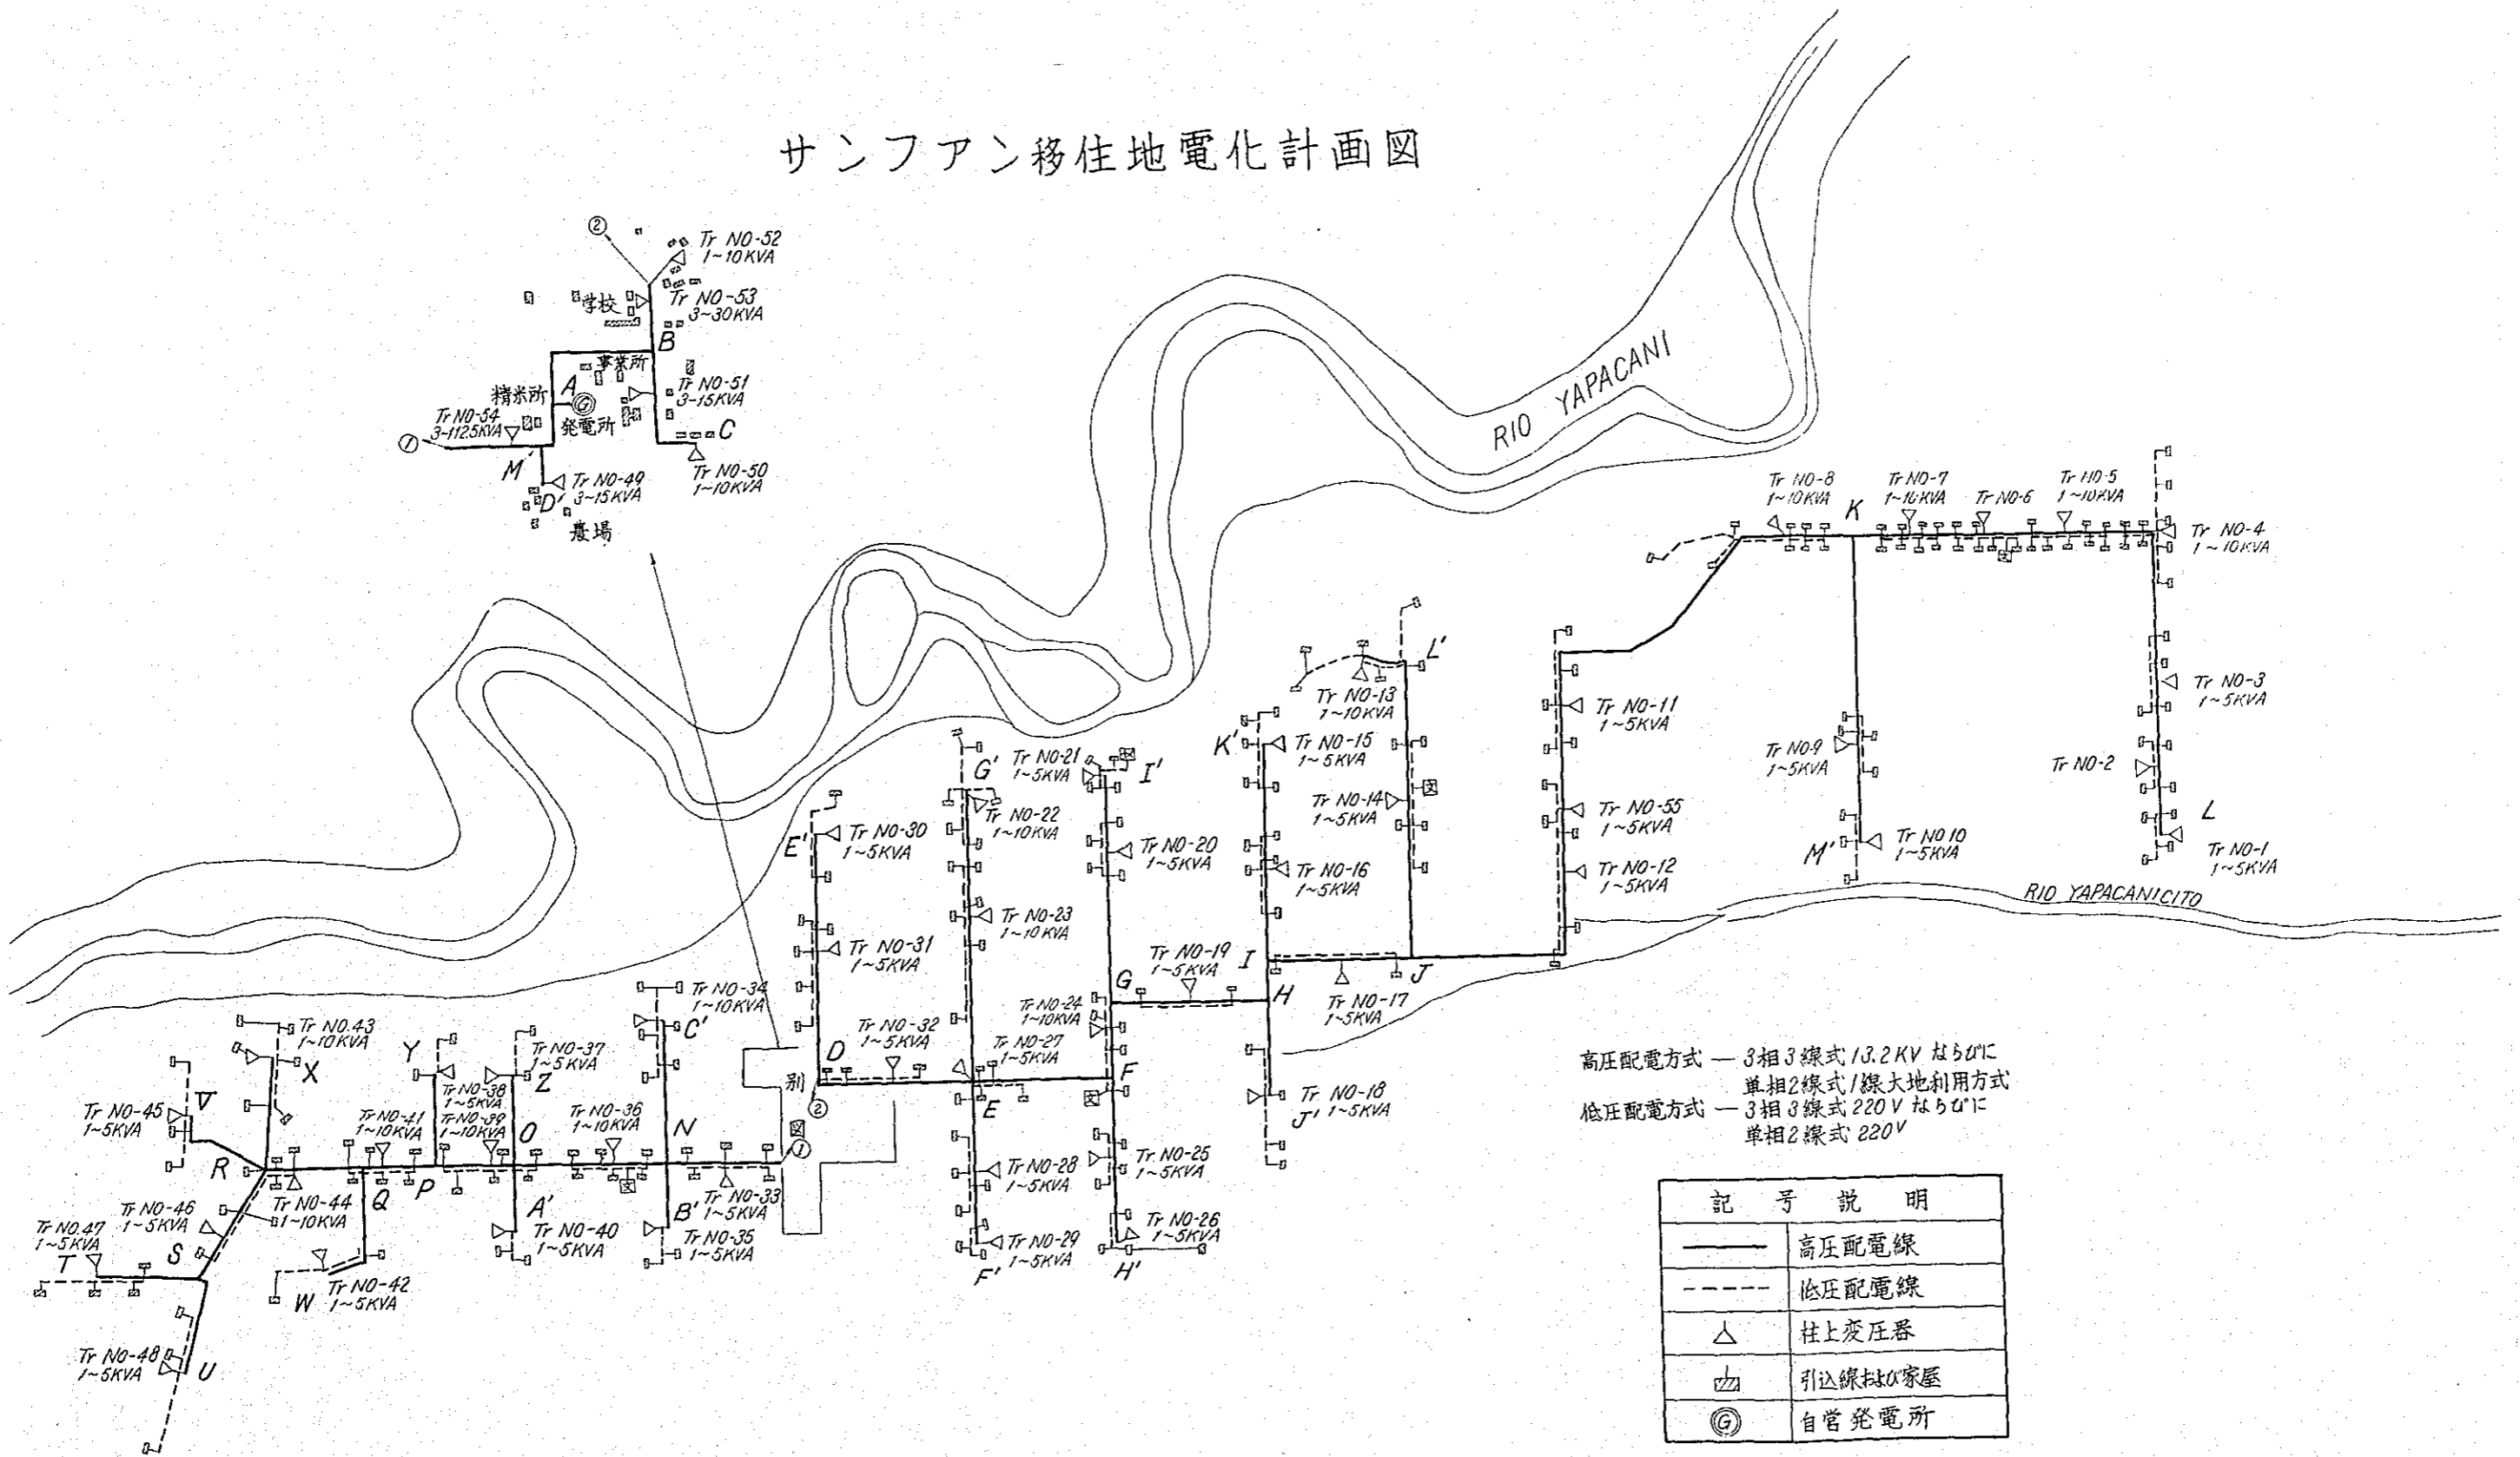 サンファン移住地電化計画図
②
Tr NO-52
1~10KVA
学校
Tr NO-53
3~30KVA
B
事業所
精米所
A
Tr NO-51
3-15KVA
G
発電所
Tr NO-54
3~112.5KVA
①
C
M
Tr NO-49
3~15KVA
D'
農場
Tr NO-50
1~10KVA
RIO YAPACANI
Tr NO-8
1~10KVA
K
Tr NO-7
1~10KVA
Tr NO-6
Tr NO-5
1~10KVA
Tr NO-4
1~10KVA
Tr NO-3
1~5KVA
Tr NO-2
L
Tr NO-1
1~5KVA
Tr NO-9
1~5KVA
M'
Tr NO 10
1~5KVA
RIO YAPACANICITO
L'
Tr NO-13
1~10KVA
Tr NO-11
1~5KVA
K'
Tr NO-15
1~5KVA
Tr NO-14
1~5KVA
Tr NO-55
1~5KVA
Tr NO-16
1~5KVA
Tr NO-12
1~5KVA
I
J
Tr NO-17
1~5KVA
Tr NO-21
1~5KVA
I'
G'
Tr NO-22
1~10KVA
Tr NO-20
1~5KVA
E'
Tr NO-30
1~5KVA
Tr NO-23
1~10KVA
Tr NO-31
1~5KVA
Tr NO-19
1~5KVA
G
H
Tr NO-24
1~10KVA
Tr NO-18
1~5KVA
J'
Tr NO-34
1~10KVA
C'
Tr NO-32
1~5KVA
D
Tr NO-27
1~5KVA
F
E
別
②
文
①
文
Tr NO.43
1~10KVA
X
Y
Tr NO-37
1~5KVA
Z
Tr NO-38
1~5KVA
Tr NO-45
1~5KVA
V
Tr NO-41
1~10KVA
Tr NO-39
1~10KVA
O
Tr NO-36
1~10KVA
N
R
Q
P
文
Tr NO-28
1~5KVA
Tr NO-25
1~5KVA
Tr NO-46
1~5KVA
Tr NO-44
1~10KVA
A'
Tr NO-40
1~5KVA
B'
Tr NO-33
1~5KVA
Tr NO-35
1~5KVA
Tr NO-29
1~5KVA
F'
Tr NO-26
1~5KVA
H'
Tr NO.47
1~5KVA
T
S
W
Tr NO-42
1~5KVA
Tr NO-48
1~5KVA
U
高圧配電方式 — 3相3線式13.2KV ならびに
単相2線式1線大地利用方式
低圧配電方式 — 3相3線式220V ならびに
単相2線式220V
記号説明
高圧配電線
低圧配電線
柱上変圧器
引込線および家屋
G 自営発電所